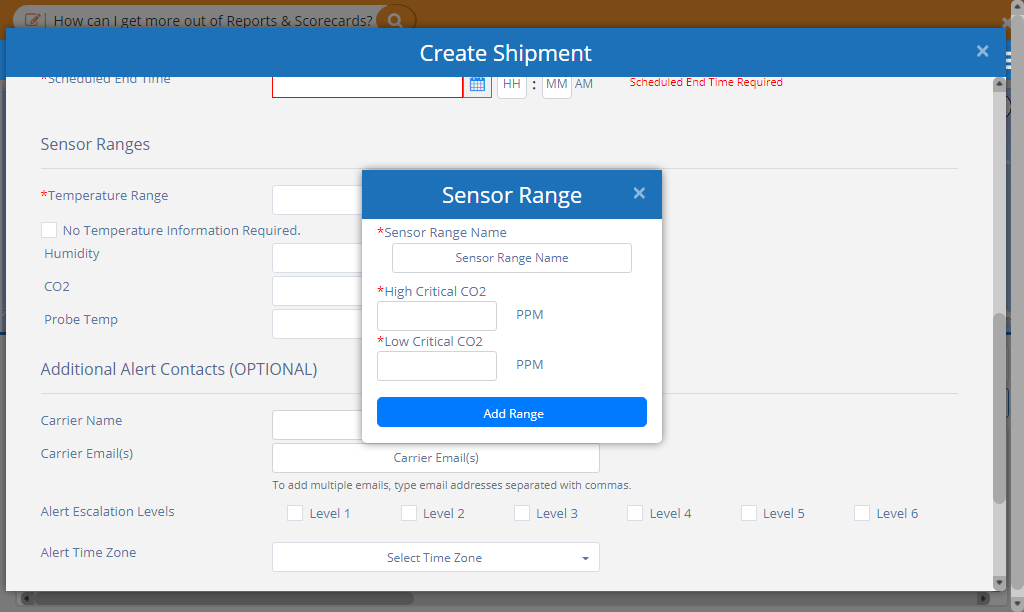 How can I get more out of Reports & Scorecards?
Create Shipment
×
*Scheduled End Time
HH : MM AM
Scheduled End Time Required
Sensor Ranges
*Temperature Range
No Temperature Information Required.
Humidity
CO2
Probe Temp
Sensor Range
×
*Sensor Range Name
Sensor Range Name
*High Critical CO2
PPM
*Low Critical CO2
PPM
Add Range
Additional Alert Contacts (OPTIONAL)
Carrier Name
Carrier Email(s)
Carrier Email(s)
To add multiple emails, type email addresses separated with commas.
Alert Escalation Levels
Level 1
Level 2
Level 3
Level 4
Level 5
Level 6
Alert Time Zone
Select Time Zone